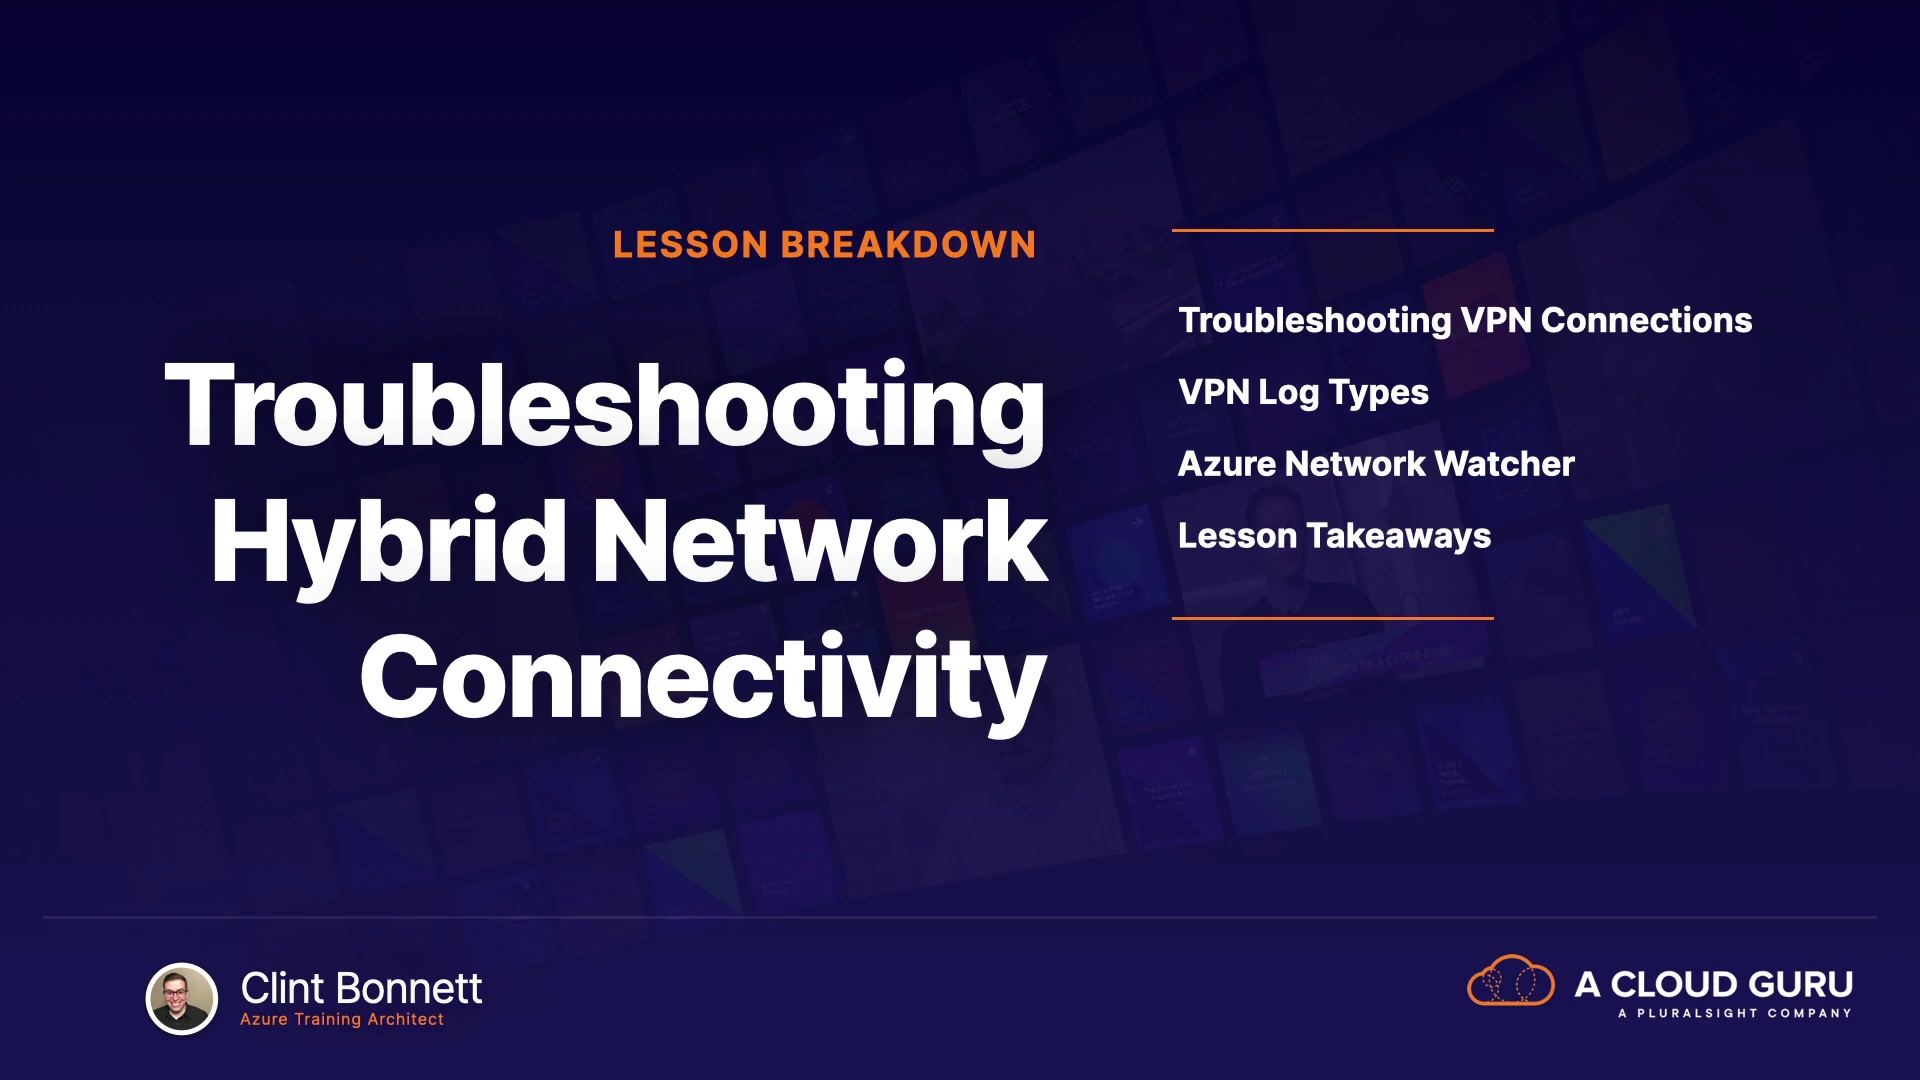 LESSON BREAKDOWN
Troubleshooting
Hybrid Network
Connectivity
Troubleshooting VPN Connections
VPN Log Types
Azure Network Watcher
Lesson Takeaways
Clint Bonnett
Azure Training Architect
A CLOUD GURU
A PLURALSIGHT COMPANY